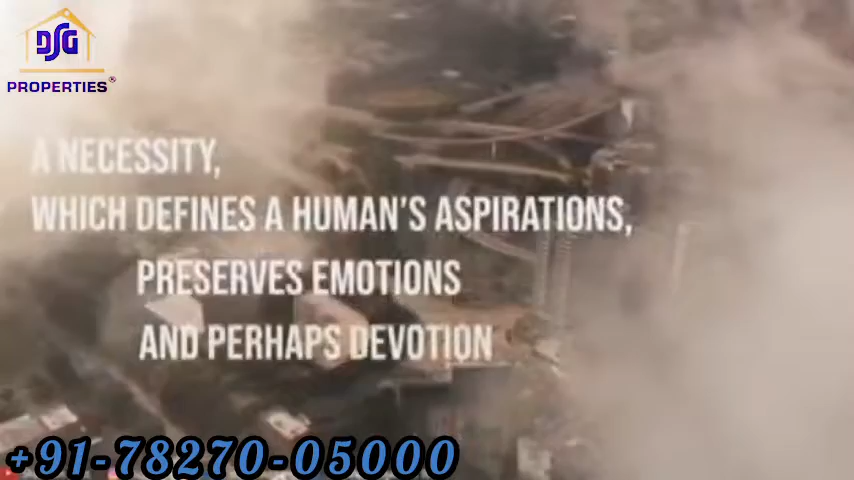 DSG
PROPERTIES®
A NECESSITY,
WHICH DEFINES A HUMAN'S ASPIRATIONS,
PRESERVES EMOTIONS
AND PERHAPS DEVOTION
+91-78270-05000